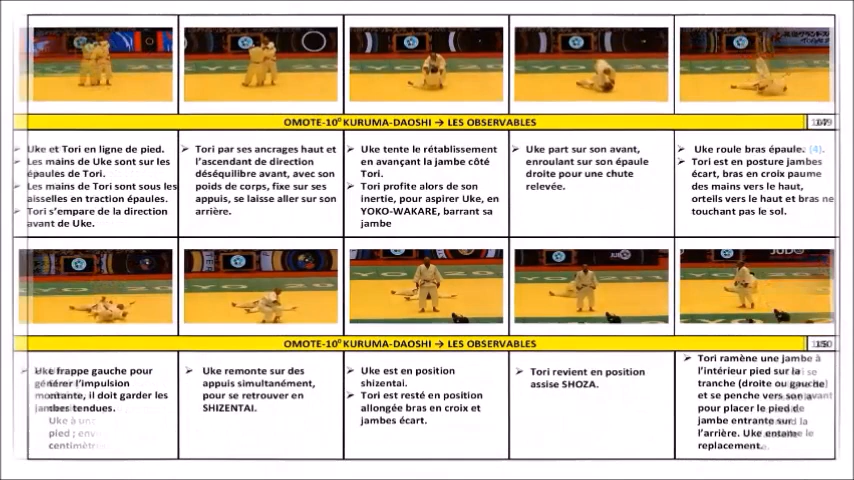 OMOTE-10⁰ KURUMA-DAOSHI → LES OBSERVABLES
Uke et Tori en ligne de pied.
Les mains de Uke sont sur les
épaules de Tori.
Les mains de Tori sont sous les
aisselles en traction épaules.
Tori s’empare de la direction
avant de Uke.
Tori par ses ancrages haut et
l’ascendant de direction
déséquilibre avant, avec son
poids de corps, fixe sur ses
appuis, se laisse aller sur son
arrière.
Uke tente le rétablissement
en avançant la jambe côté
Tori.
Tori profite alors de son
inertie, pour aspirer Uke, en
YOKO-WAKARE, barrant sa
jambe
Uke part sur son avant,
enroulant sur son épaule
droite pour une chute
relevée.
Uke roule bras épaule. (4).
Tori est en posture jambes
écart, bras en croix paume
des mains vers le haut,
orteils vers le haut et bras ne
touchant pas le sol.
OMOTE-10⁰ KURUMA-DAOSHI → LES OBSERVABLES
Uke frappe gauche pour
générer l’impulsion
montante, il doit garder les
jambes tendues.
Uke remonte sur des
appuis simultanément,
pour se retrouver en
SHIZENTAI.
Uke est en position
shizentai.
Tori est resté en position
allongée bras en croix et
jambes écart.
Tori revient en position
assise SHOZA.
Tori ramène une jambe à
l’intérieur pied sur la
tranche (droite ou gauche)
et se penche vers son avant
pour placer le pied de
jambe entrante sur
l’arrière. Uke entame le
replacement.